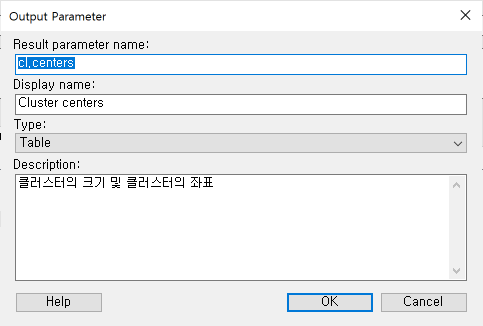 Output Parameter
Result parameter name:
cl.centers
Display name:
Cluster centers
Type:
Table
Description:
클러스터의 크기 및 클러스터의 좌표
Help
OK
Cancel